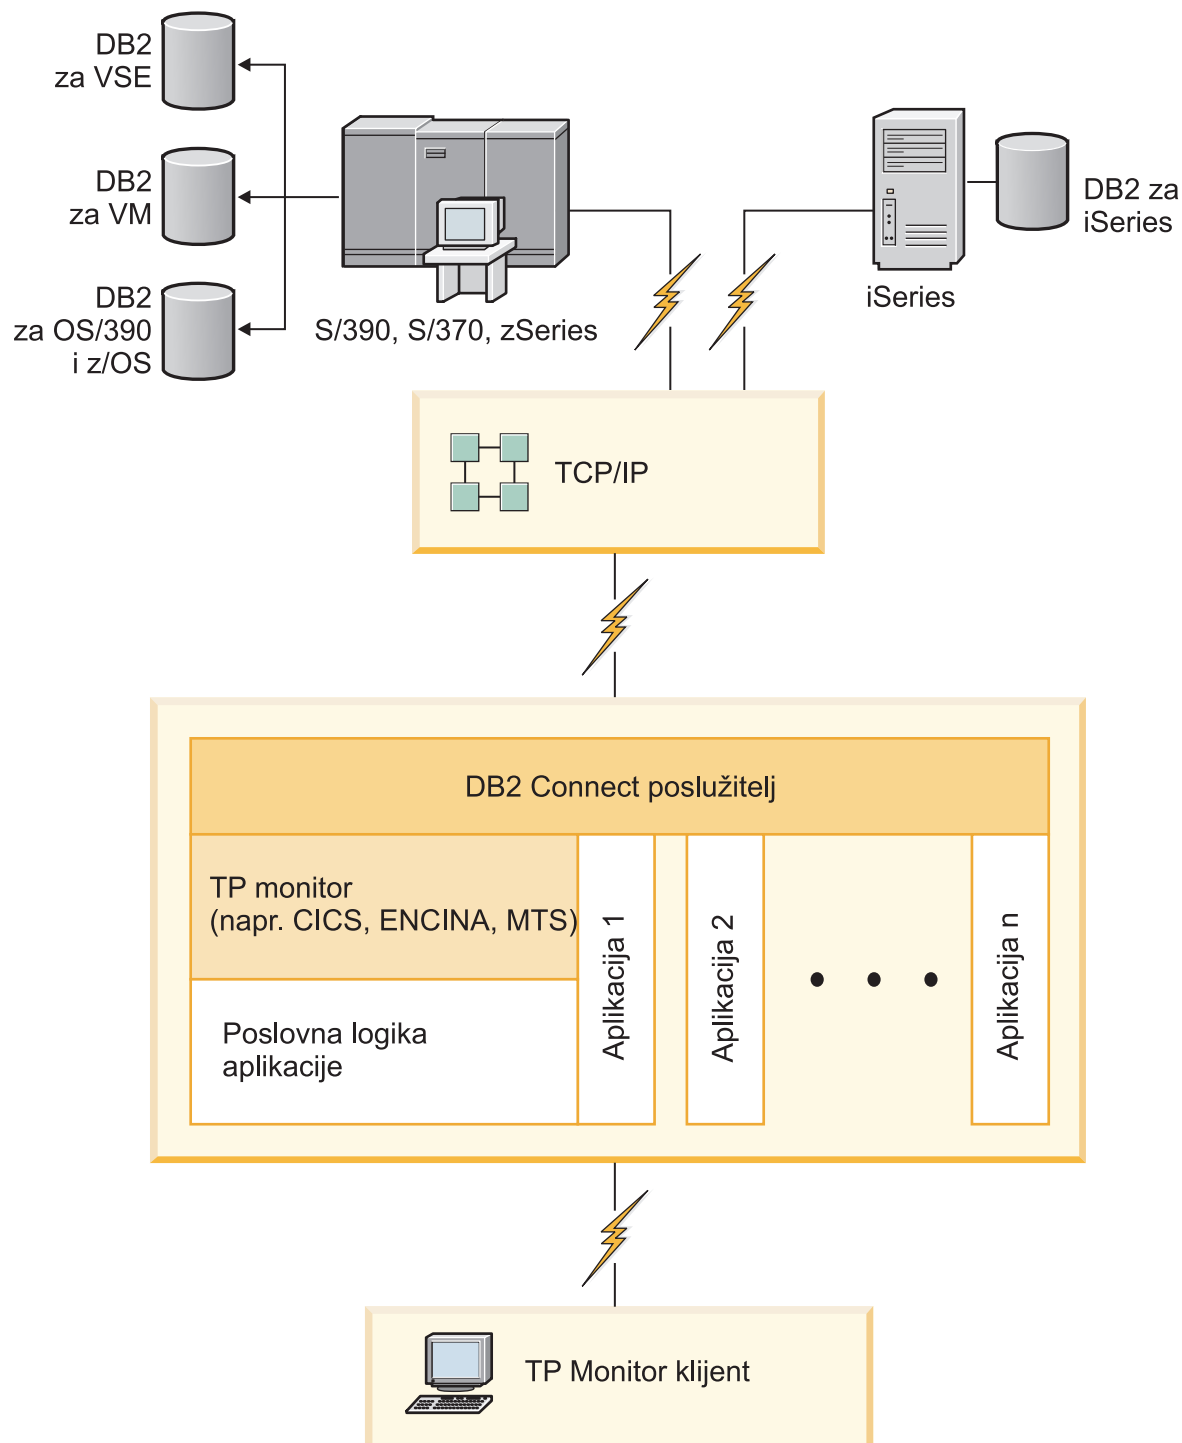 DB2
za VSE
DB2
za VM
DB2
za OS/390
i z/OS
S/390, S/370, zSeries
iSeries
DB2 za
iSeries
TCP/IP
DB2 Connect poslužitelj
TP monitor
(napr. CICS, ENCINA, MTS)
Poslovna logika
aplikacije
Aplikacija 1
Aplikacija 2
Aplikacija n
TP Monitor klijent